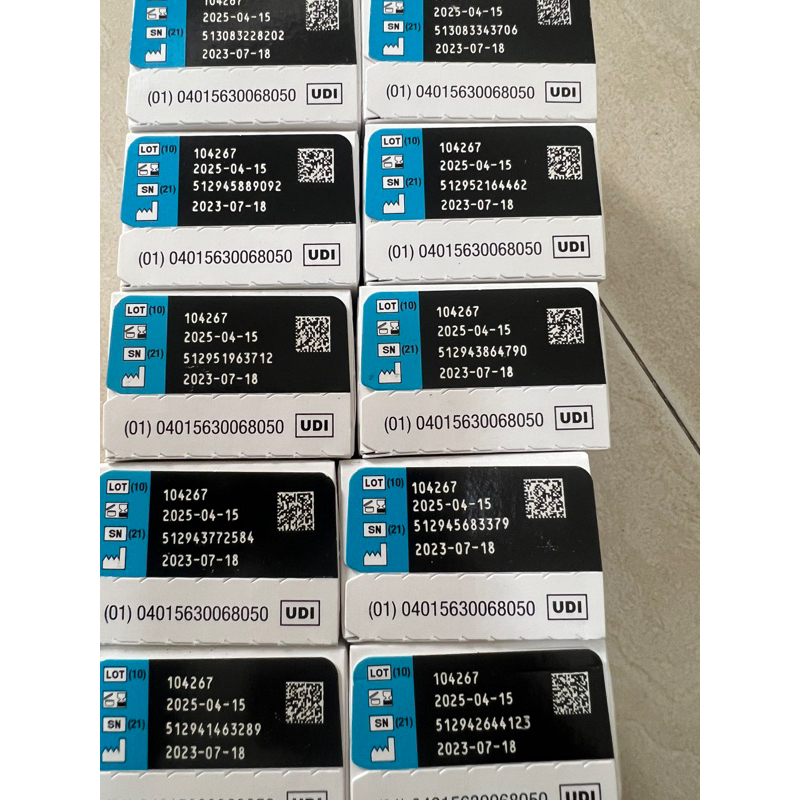 104267
2025-04-15
SN (21) 513083228202
2023-07-18
(01) 04015630068050 UDI
LOT
2025-04-15
SN (21) 513083343706
2023-07-18
(01) 04015630068050 UDI
LOT (10) 104267
2025-04-15
SN (21) 512945889092
2023-07-18
(01) 04015630068050 UDI
LOT (10) 104267
2025-04-15
SN (21) 512952164462
2023-07-18
(01) 04015630068050 UDI
LOT (10) 104267
2025-04-15
SN (21) 512951963712
2023-07-18
(01) 04015630068050 UDI
LOT (10) 104267
2025-04-15
SN (21) 512943864790
2023-07-18
(01) 04015630068050 UDI
LOT (10) 104267
2025-04-15
SN (21) 512943772584
2023-07-18
(01) 04015630068050 UDI
LOT (10) 104267
2025-04-15
SN (21) 512945683379
2023-07-18
(01) 04015630068050 UDI
LOT (10) 104267
2025-04-15
SN (21) 512941463289
2023-07-18
UDI
LOT (10) 104267
2025-04-15
SN (21) 512942644123
2023-07-18
UDI